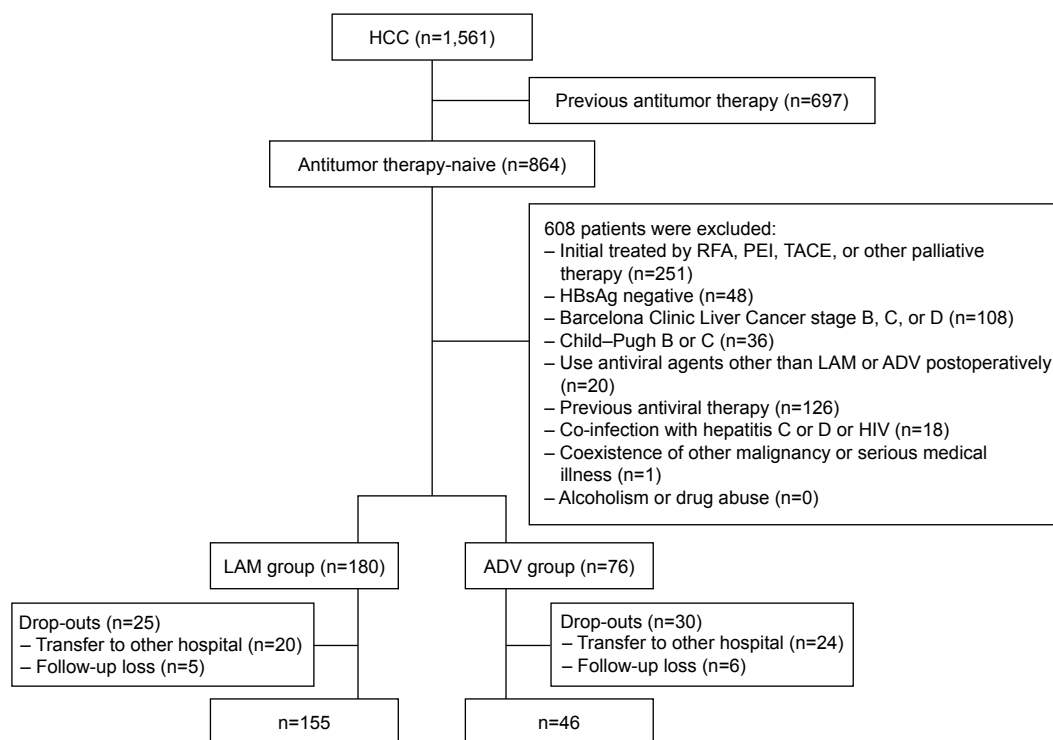 HCC (n=1,561)
Previous antitumor therapy (n=697)
Antitumor therapy-naive (n=864)
608 patients were excluded:
– Initial treated by RFA, PEI, TACE, or other palliative
therapy (n=251)
– HBsAg negative (n=48)
– Barcelona Clinic Liver Cancer stage B, C, or D (n=108)
– Child–Pugh B or C (n=36)
– Use antiviral agents other than LAM or ADV postoperatively
(n=20)
– Previous antiviral therapy (n=126)
– Co-infection with hepatitis C or D or HIV (n=18)
– Coexistence of other malignancy or serious medical
illness (n=1)
– Alcoholism or drug abuse (n=0)
LAM group (n=180)
ADV group (n=76)
Drop-outs (n=25)
– Transfer to other hospital (n=20)
– Follow-up loss (n=5)
Drop-outs (n=30)
– Transfer to other hospital (n=24)
– Follow-up loss (n=6)
n=155
n=46